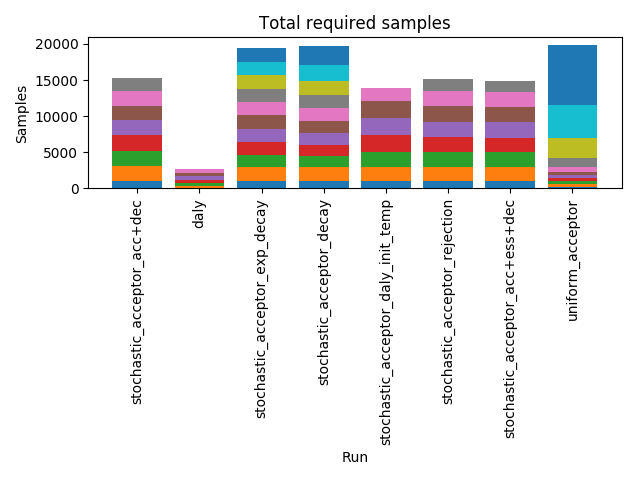 Total required samples
Samples
20000
15000
10000
5000
0
stochastic_acceptor_acc+dec
daly
stochastic_acceptor_exp_decay
stochastic_acceptor_decay
stochastic_acceptor_daly_init_temp
stochastic_acceptor_rejection
stochastic_acceptor_acc+ess+dec
uniform_acceptor
Run